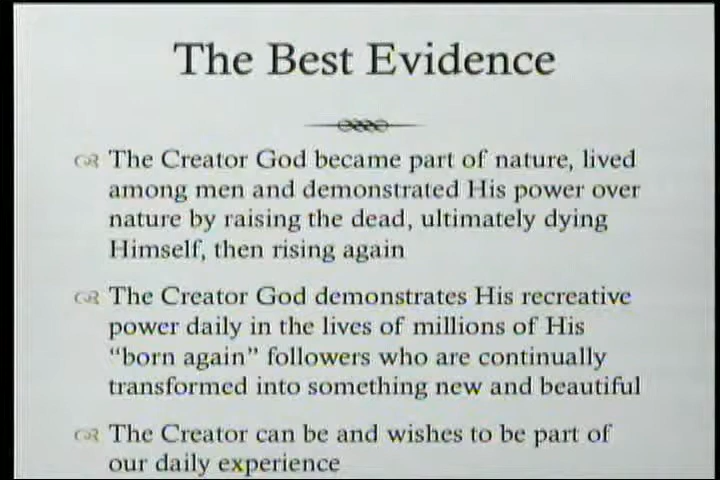 The Best Evidence
The Creator God became part of nature, lived
among men and demonstrated His power over
nature by raising the dead, ultimately dying
Himself, then rising again
The Creator God demonstrates His recreative
power daily in the lives of millions of His
“born again” followers who are continually
transformed into something new and beautiful
The Creator can be and wishes to be part of
our daily experience